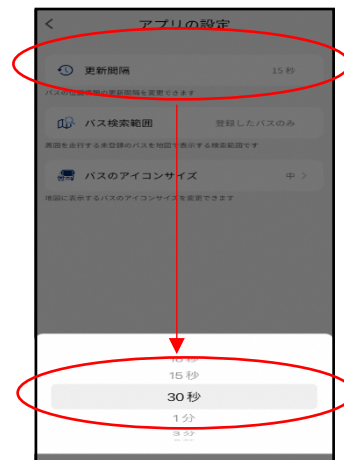 アプリの設定
更新間隔 15秒
バスの位置情報の更新間隔を変更できます
バス検索範囲 登録したバスのみ
周囲を走行する未登録のバスを地図で表示する検索範囲です
バスのアイコンサイズ 中
地図に表示するバスのアイコンサイズを変更できます
10秒
15秒
30秒
1分
3分